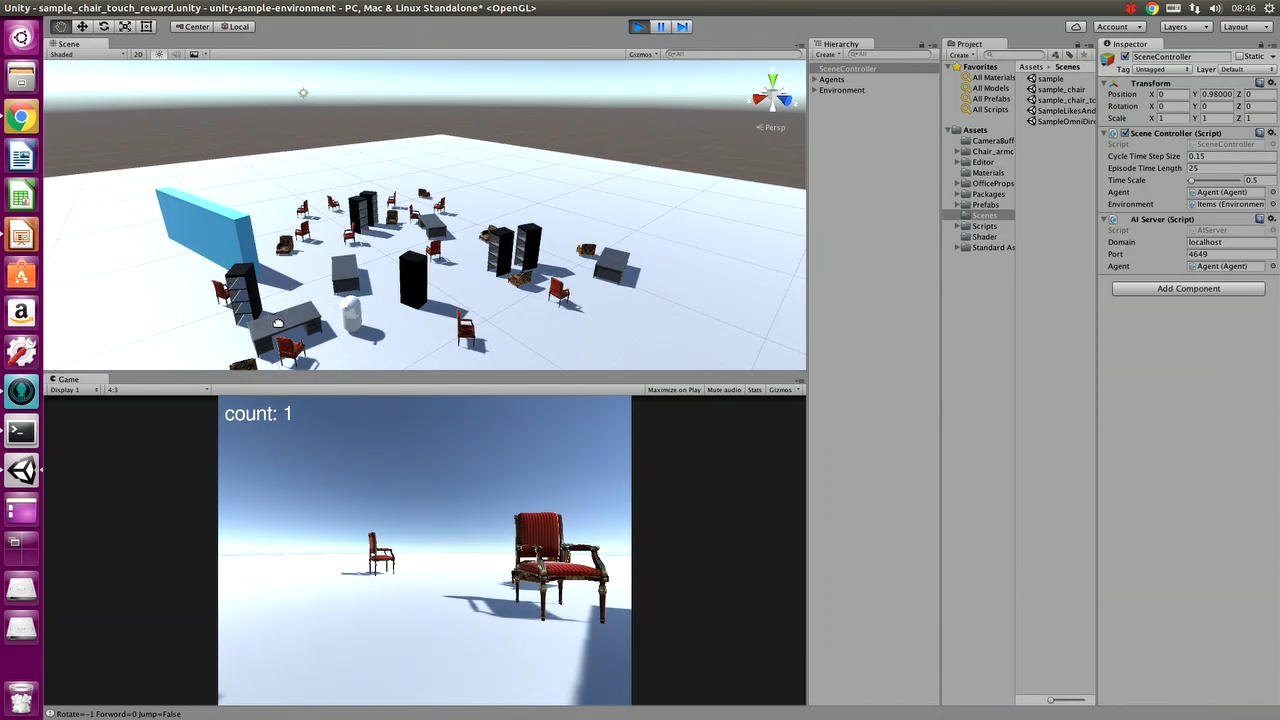 Unity - sample_chair_touch_reward.unity - unity-sample-environment - PC, Mac & Linux Standalone* <OpenGL>
08:46
Center
Local
Account
Layers
Layout
Scene
Shaded
2D
Gizmos
All
Persp
Hierarchy
Create
All
SceneController
Agents
Environment
Project
Create
Favorites
All Materials
All Models
All Prefabs
All Scripts
Assets
CameraBuff
Chair_armc
Editor
Materials
OfficeProps
Packages
Prefabs
Scenes
Scripts
Shader
Standard As
Assets
Scenes
sample
sample_chair
sample_chair_tc
SampleLikesAnd
SampleOmniDire
Inspector
SceneController
Static
Tag Untagged
Layer Default
Transform
Position X 0 Y 0.98000 Z 0
Rotation X 0 Y 0 Z 0
Scale X 1 Y 1 Z 1
Scene Controller (Script)
Script SceneController
Cycle Time Step Size 0.15
Episode Time Length 25
Time Scale 0.5
Agent Agent (Agent)
Environment Items (Environmen
AI Server (Script)
Script AIServer
Domain localhost
Port 4649
Agent Agent (Agent)
Add Component
Game
Display 1
4:3
Maximize on Play
Mute audio
Stats
Gizmos
count: 1
Rotate=-1 Forward=0 Jump=False